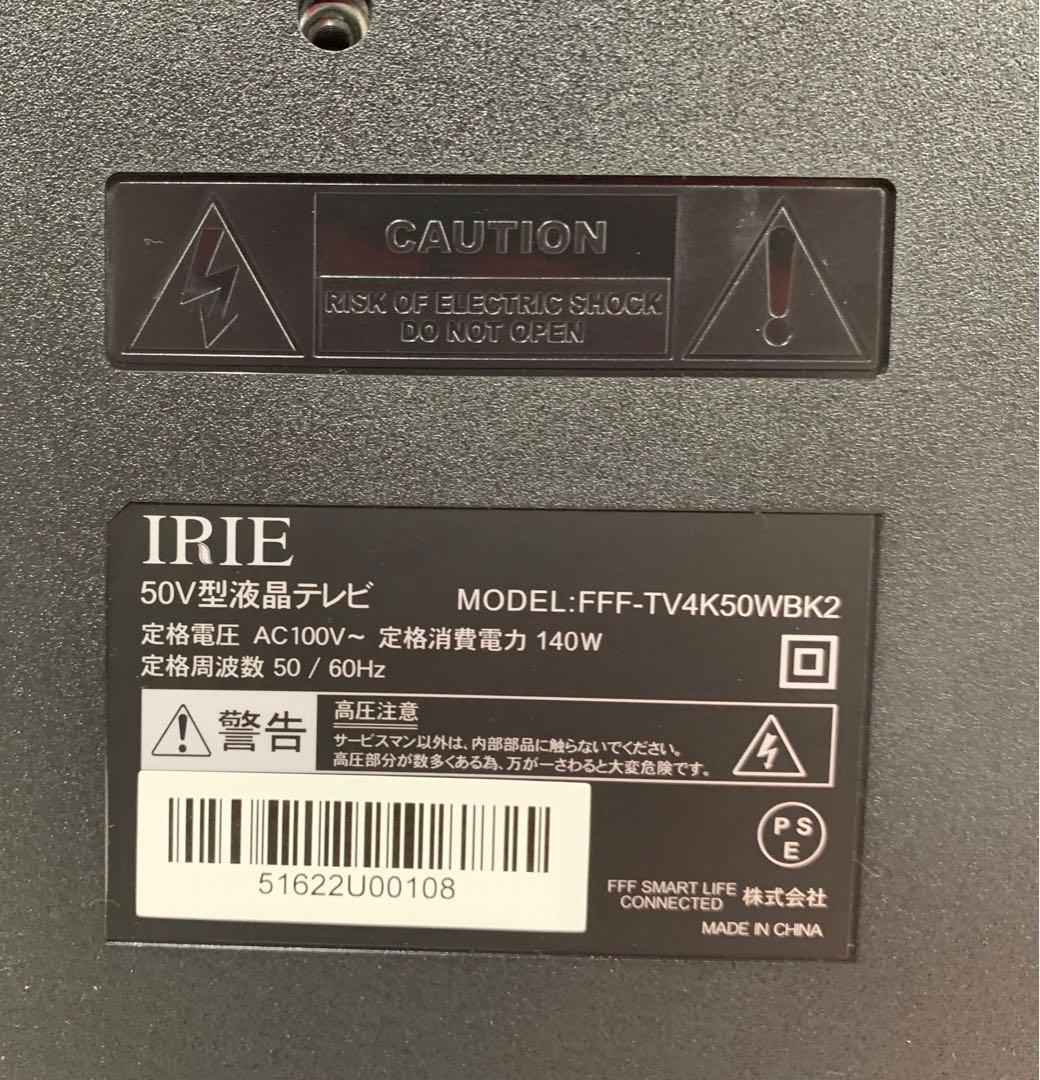 CAUTION
RISK OF ELECTRIC SHOCK
DO NOT OPEN
IRIE
50V型液晶テレビ MODEL:FFF-TV4K50WBK2
定格電圧 AC100V～ 定格消費電力 140W
定格周波数 50 / 60Hz
警告
高圧注意
サービスマン以外は、内部部品に触らないでください。
高圧部分が数多くある為、万が一さわると大変危険です。
51622U00108
PS
E
FFF SMART LIFE
CONNECTED 株式会社
MADE IN CHINA